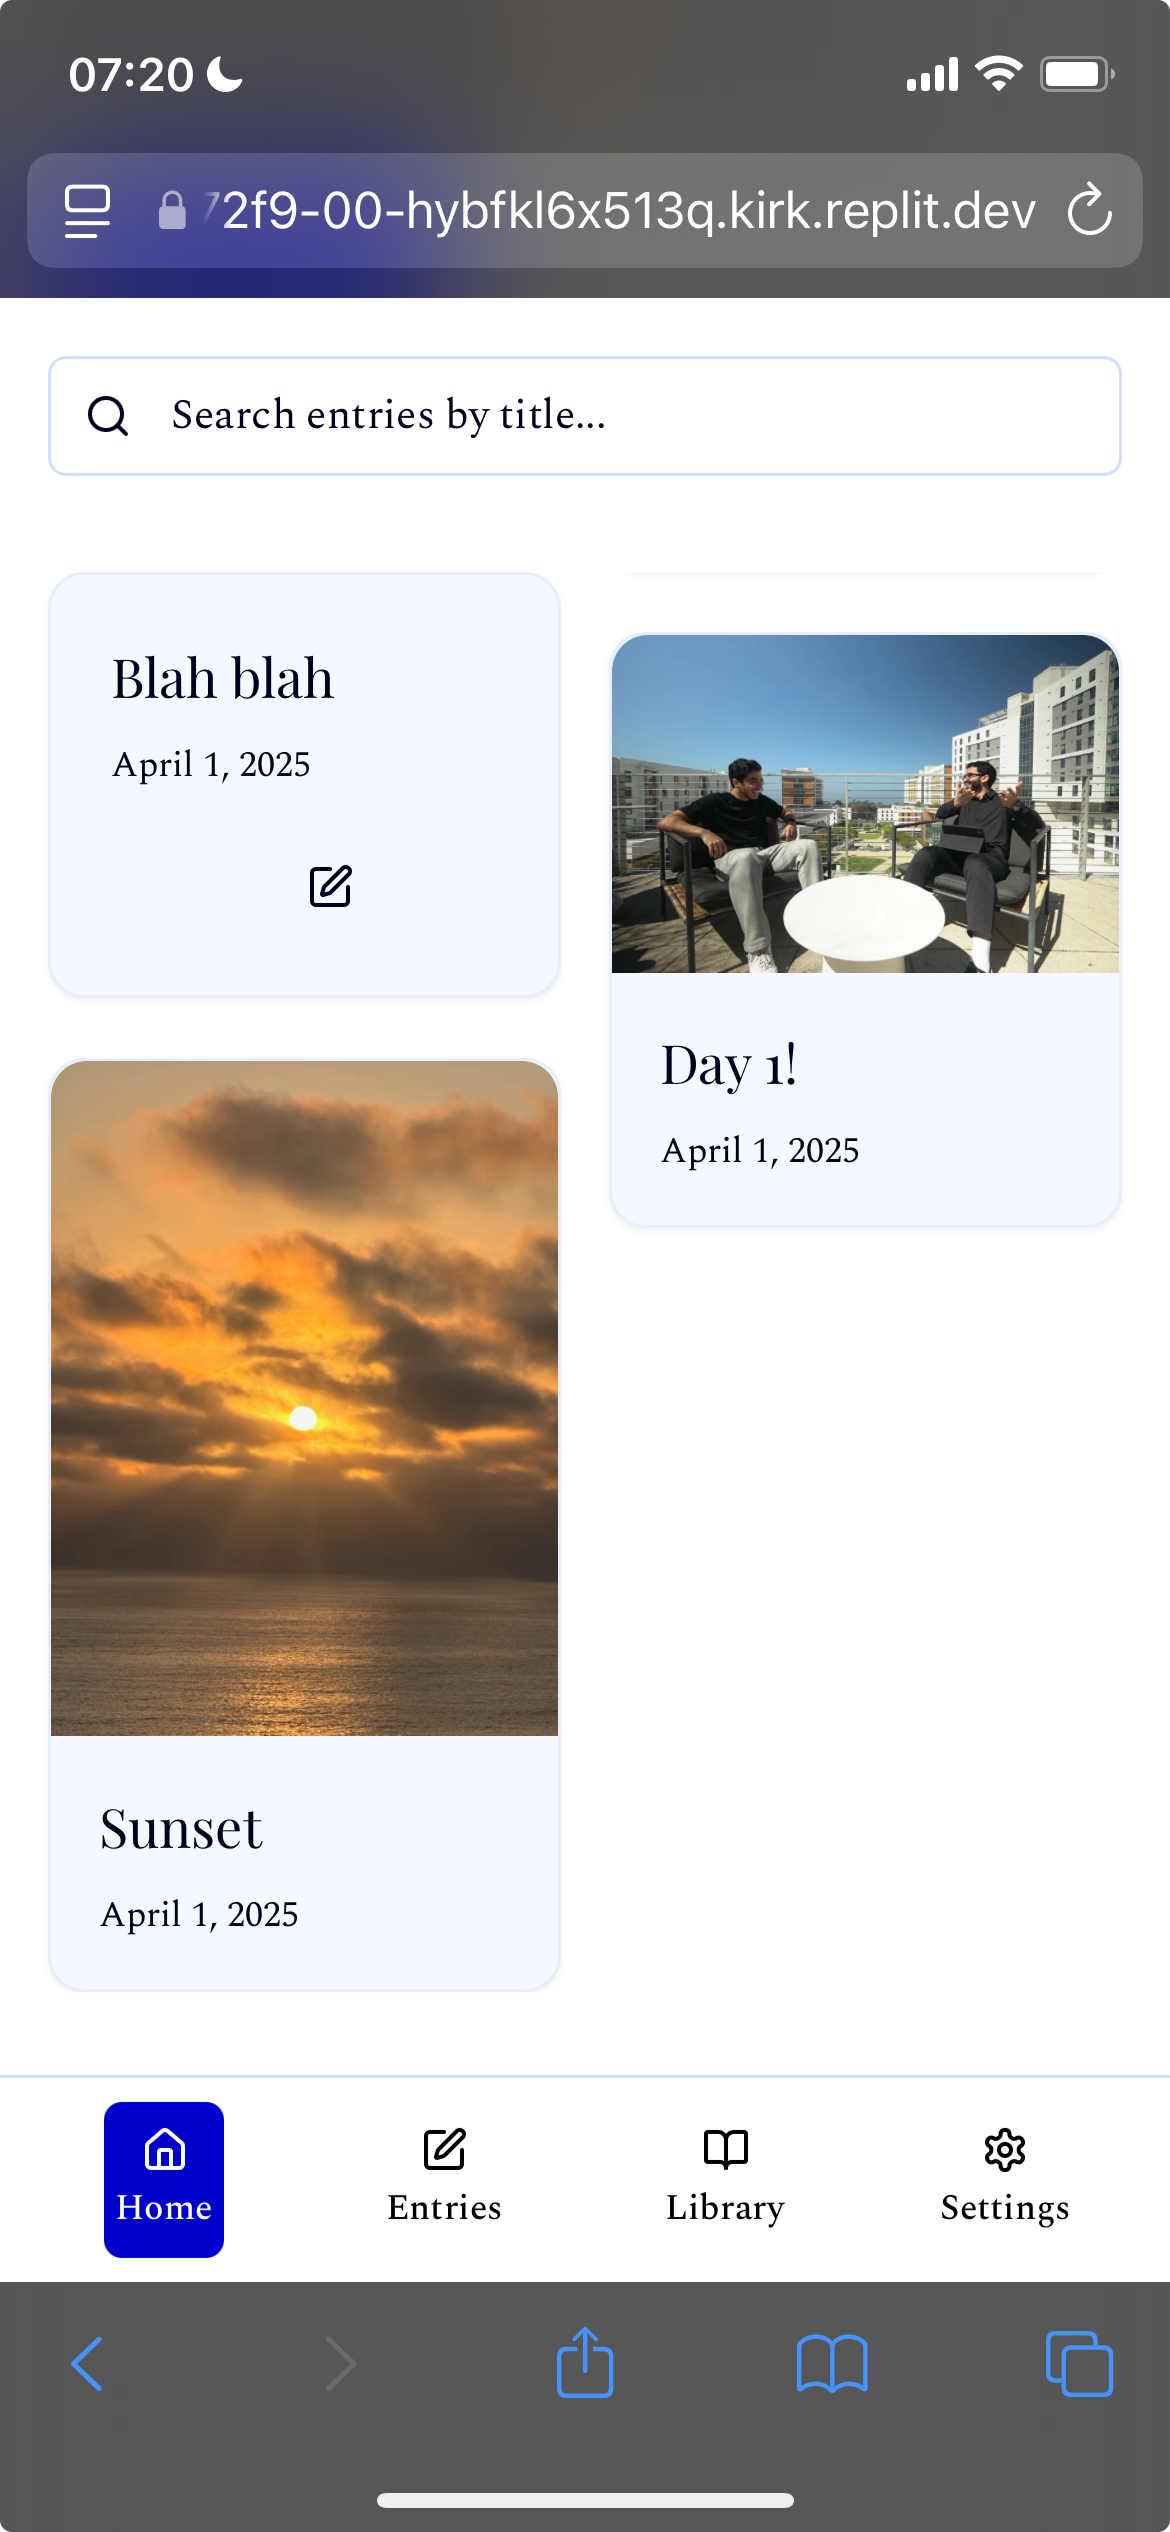 07:20
72f9-00-hybfkl6x513q.kirk.replit.dev
Search entries by title...
Blah blah
April 1, 2025
Day 1!
April 1, 2025
Sunset
April 1, 2025
Home
Entries
Library
Settings